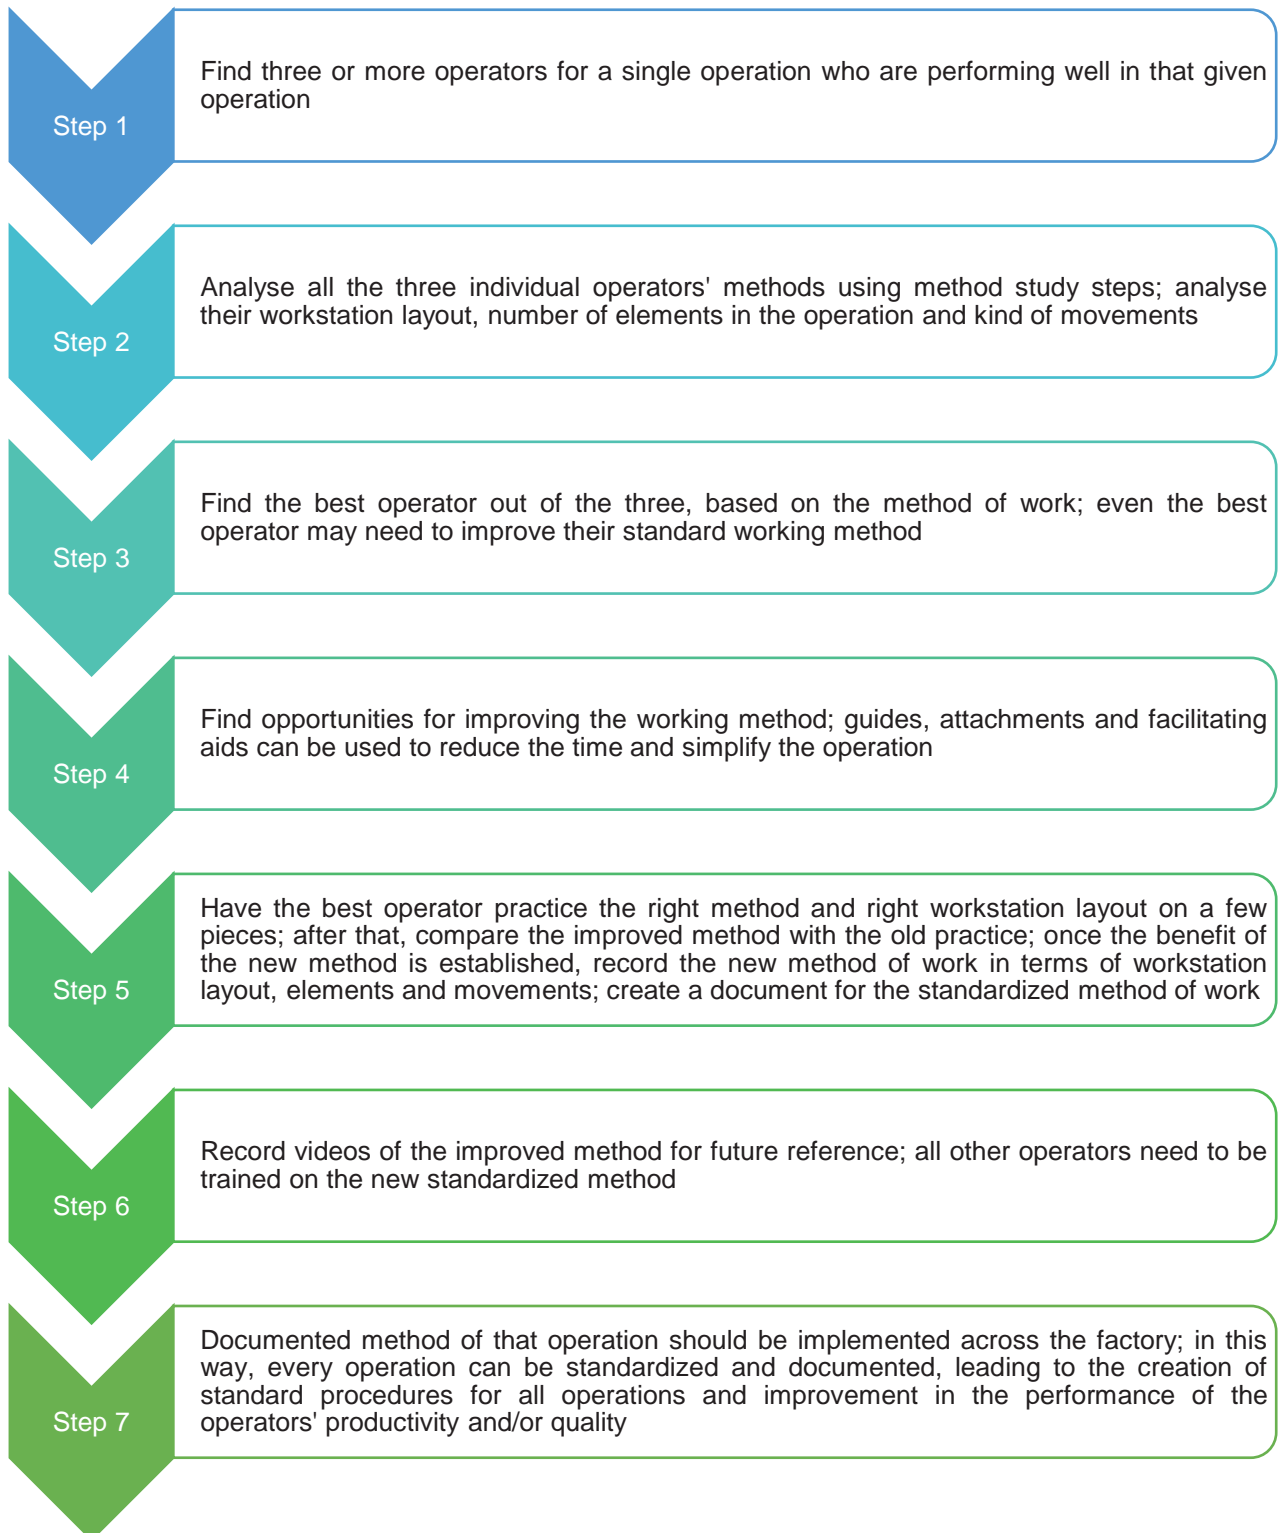 Step 1
Find three or more operators for a single operation who are performing well in that given
operation
Step 2
Analyse all the three individual operators' methods using method study steps; analyse
their workstation layout, number of elements in the operation and kind of movements
Step 3
Find the best operator out of the three, based on the method of work; even the best
operator may need to improve their standard working method
Step 4
Find opportunities for improving the working method; guides, attachments and facilitating
aids can be used to reduce the time and simplify the operation
Step 5
Have the best operator practice the right method and right workstation layout on a few
pieces; after that, compare the improved method with the old practice; once the benefit of
the new method is established, record the new method of work in terms of workstation
layout, elements and movements; create a document for the standardized method of work
Step 6
Record videos of the improved method for future reference; all other operators need to be
trained on the new standardized method
Step 7
Documented method of that operation should be implemented across the factory; in this
way, every operation can be standardized and documented, leading to the creation of
standard procedures for all operations and improvement in the performance of the
operators' productivity and/or quality